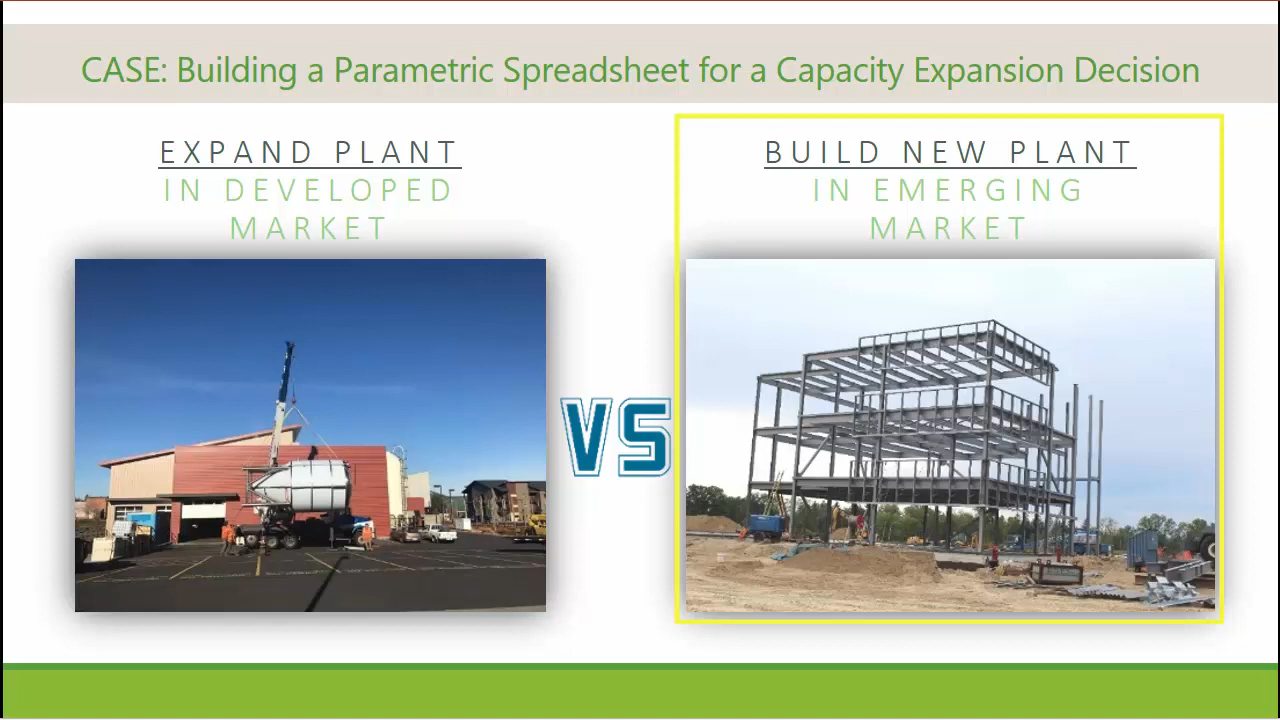 CASE: Building a Parametric Spreadsheet for a Capacity Expansion Decision
EXPAND PLANT
IN DEVELOPED
MARKET
VS
BUILD NEW PLANT
IN EMERGING
MARKET